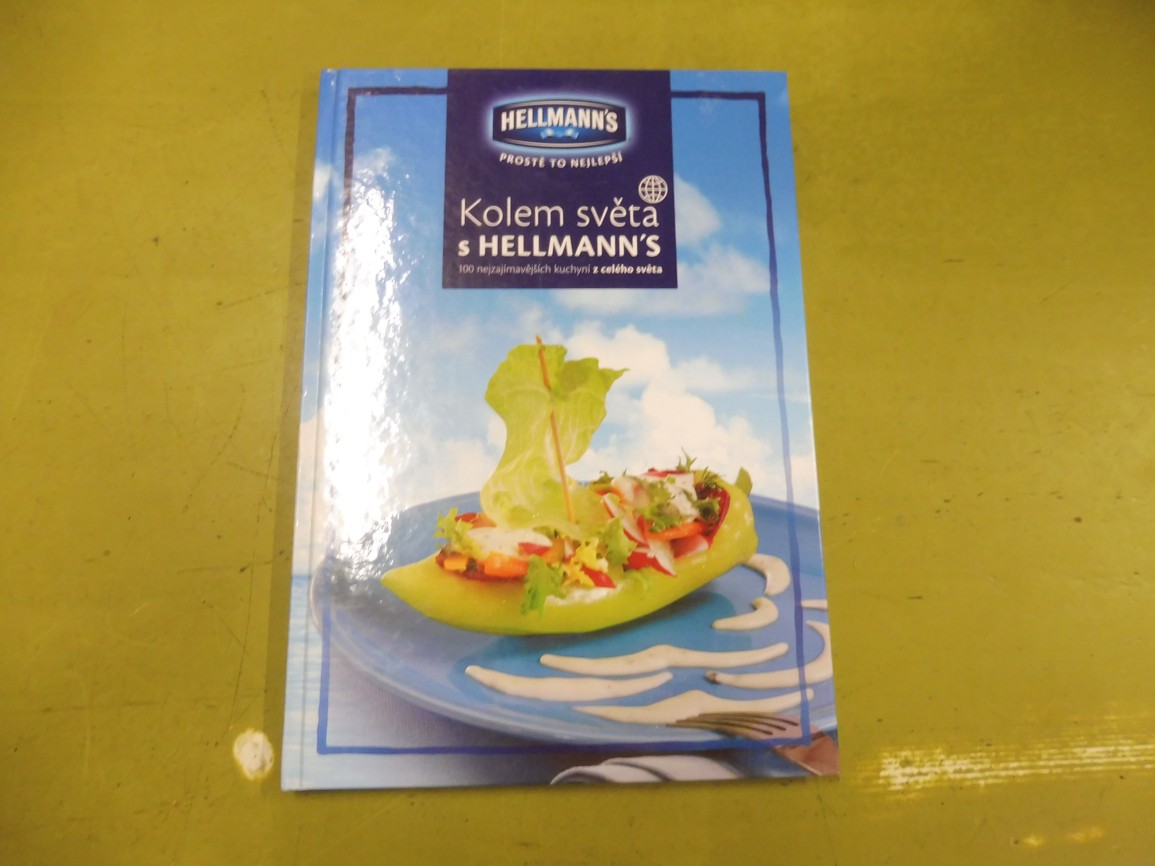 HELLMANN'S
PROSTĚ TO NEJLEPŠÍ
Kolem světa
s HELLMANN'S
100 nejzajímavějších kuchyní z celého světa